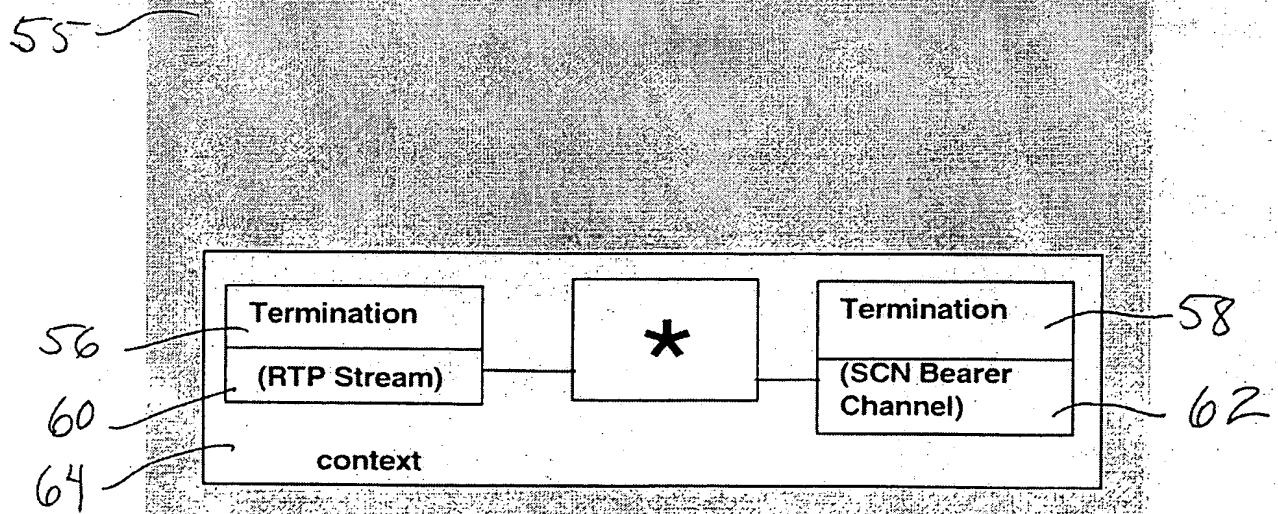 55
Termination
*
Termination
58
56
(RTP Stream)
(SCN Bearer
Channel)
60
62
64
context